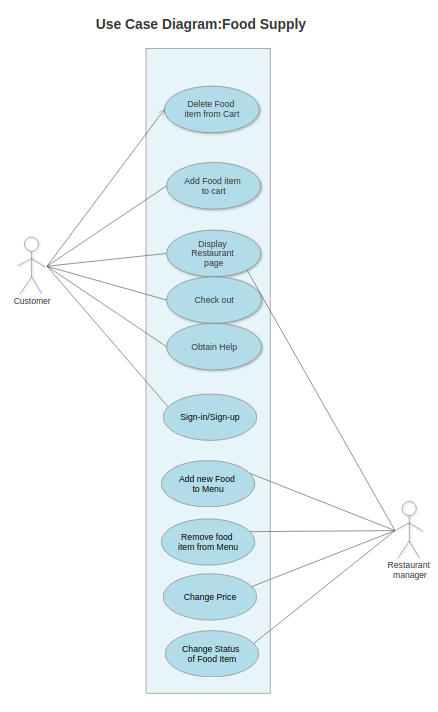 Use Case Diagram:Food Supply
Delete Food
item from Cart
Add Food item
to cart
Display
Restaurant
page
Check out
Obtain Help
Customer
Sign-in/Sign-up
Add new Food
to Menu
Remove food
item from Menu
Restaurant
manager
Change Price
Change Status
of Food Item